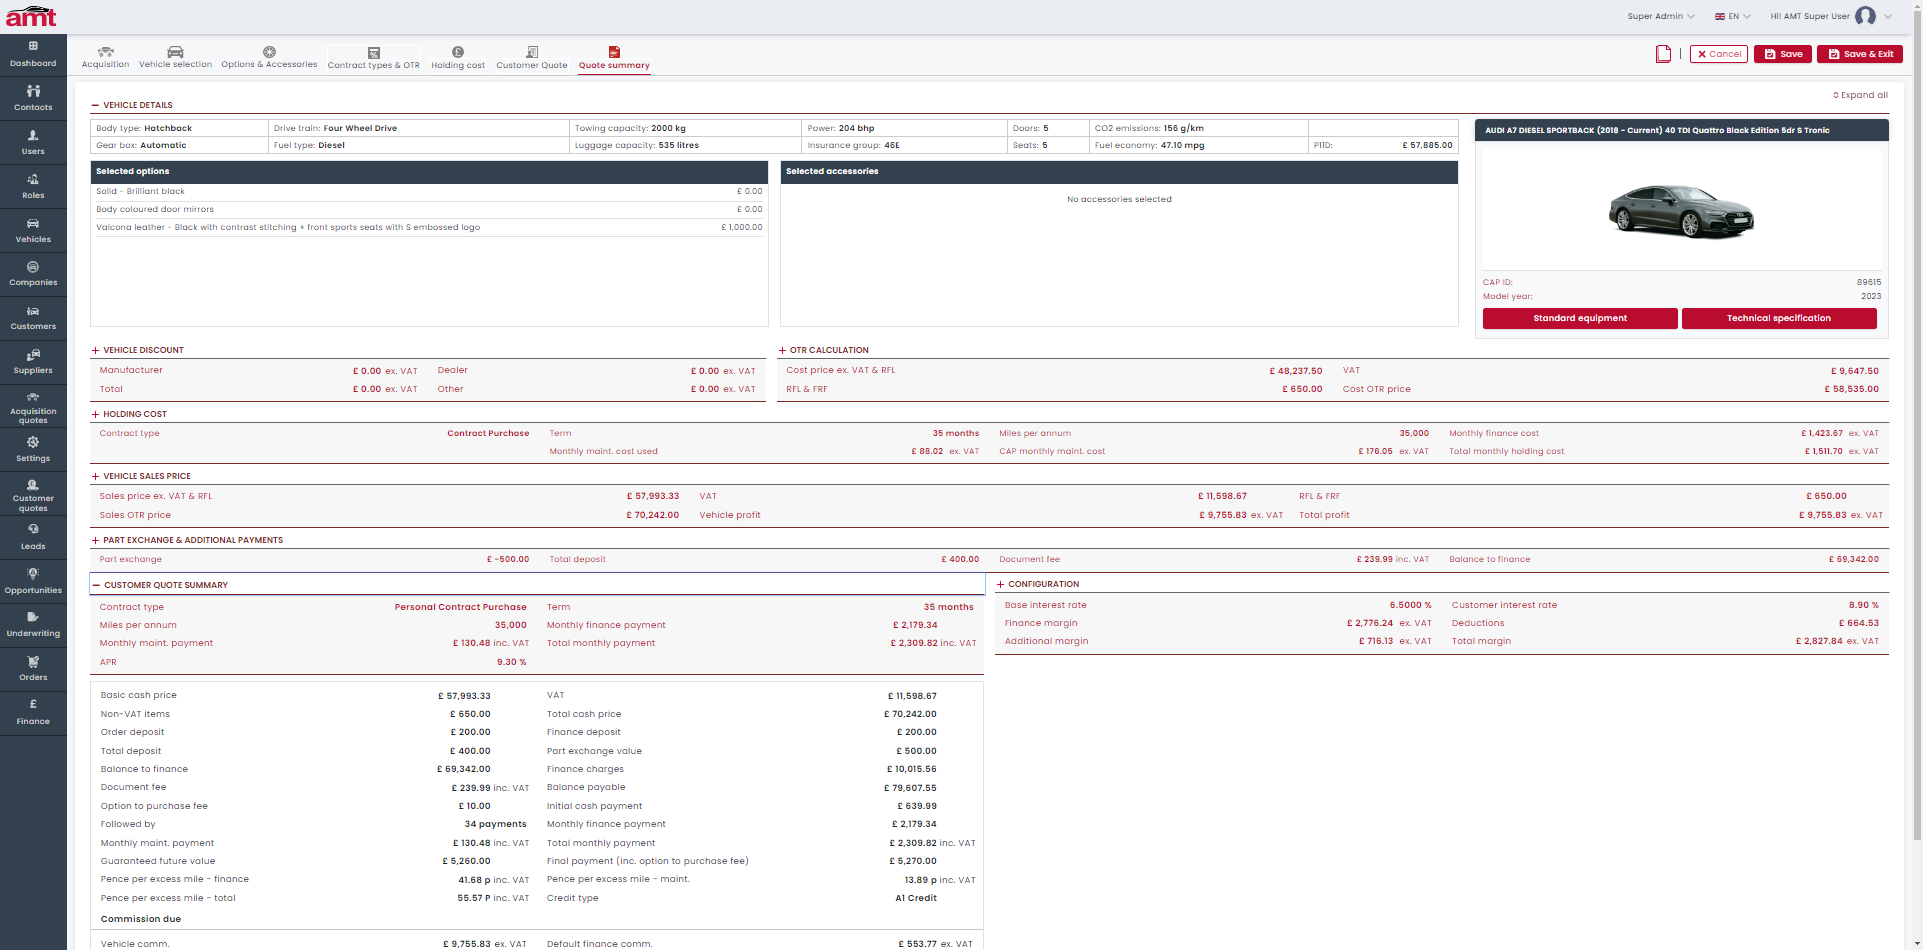 amt
Super Admin
EN
Hi! AMT Super User
Dashboard
Contacts
Users
Roles
Vehicles
Companies
Customers
Suppliers
Acquisition quotes
Settings
Customer quotes
Leads
Opportunities
Underwriting
Orders
Finance
Acquisition
Vehicle selection
Options & Accessories
Contract types & OTR
Holding cost
Customer Quote
Quote summary
Cancel
Save
Save & Exit
VEHICLE DETAILS
Expand all
Body type: Hatchback
Drive train: Four Wheel Drive
Towing capacity: 2000 kg
Power: 204 bhp
Doors: 5
CO2 emissions: 156 g/km
Gear box: Automatic
Fuel type: Diesel
Luggage capacity: 535 litres
Insurance group: 46E
Seats: 5
Fuel economy: 47.10 mpg
P11D: £ 57,885.00
Selected options
Solid - Brilliant black £ 0.00
Body coloured door mirrors £ 0.00
Valcona leather - Black with contrast stitching + front sports seats with S embossed logo £ 1,000.00
Selected accessories
No accessories selected
AUDI A7 DIESEL SPORTBACK (2018 - Current) 40 TDI Quattro Black Edition 5dr S Tronic
CAP ID: 89615
Model year: 2023
Standard equipment
Technical specification
VEHICLE DISCOUNT
Manufacturer £ 0.00 ex. VAT Dealer £ 0.00 ex. VAT
Total £ 0.00 ex. VAT Other £ 0.00 ex. VAT
OTR CALCULATION
Cost price ex. VAT & RFL £ 48,237.50 VAT £ 9,647.50
RFL & FRF £ 650.00 Cost OTR price £ 58,535.00
HOLDING COST
Contract type Contract Purchase Term 35 months Miles per annum 35,000 Monthly finance cost £ 1,423.67 ex. VAT
Monthly maint. cost used £ 88.02 ex. VAT CAP monthly maint. cost £ 176.05 ex. VAT Total monthly holding cost £ 1,511.70 ex. VAT
VEHICLE SALES PRICE
Sales price ex. VAT & RFL £ 57,993.33 VAT £ 11,598.67 RFL & FRF £ 650.00
Sales OTR price £ 70,242.00 Vehicle profit £ 9,755.83 ex. VAT Total profit £ 9,755.83 ex. VAT
PART EXCHANGE & ADDITIONAL PAYMENTS
Part exchange £ -500.00 Total deposit £ 400.00 Document fee £ 239.99 inc. VAT Balance to finance £ 69,342.00
CUSTOMER QUOTE SUMMARY
Contract type Personal Contract Purchase Term 35 months
Miles per annum 35,000 Monthly finance payment £ 2,179.34
Monthly maint. payment £ 130.48 inc. VAT Total monthly payment £ 2,309.82 inc. VAT
APR 9.30 %
CONFIGURATION
Base interest rate 6.5000 % Customer interest rate 8.90 %
Finance margin £ 2,776.24 ex. VAT Deductions £ 664.53
Additional margin £ 716.13 ex. VAT Total margin £ 2,827.84 ex. VAT
Basic cash price £ 57,993.33 VAT £ 11,598.67
Non-VAT items £ 650.00 Total cash price £ 70,242.00
Order deposit £ 200.00 Finance deposit £ 200.00
Total deposit £ 400.00 Part exchange value £ 500.00
Balance to finance £ 69,342.00 Finance charges £ 10,015.56
Document fee £ 239.99 inc. VAT Balance payable £ 79,607.55
Option to purchase fee £ 10.00 Initial cash payment £ 639.99
Followed by 34 payments Monthly finance payment £ 2,179.34
Monthly maint. payment £ 130.48 inc. VAT Total monthly payment £ 2,309.82 inc. VAT
Guaranteed future value £ 5,260.00 Final payment (inc. option to purchase fee) £ 5,270.00
Pence per excess mile - finance 41.68 p inc. VAT Pence per excess mile - maint. 13.89 p inc. VAT
Pence per excess mile - total 55.57 P inc. VAT Credit type A1 Credit
Commission due
Vehicle comm. £ 9,755.83 ex. VAT Default finance comm. £ 553.77 ex. VAT